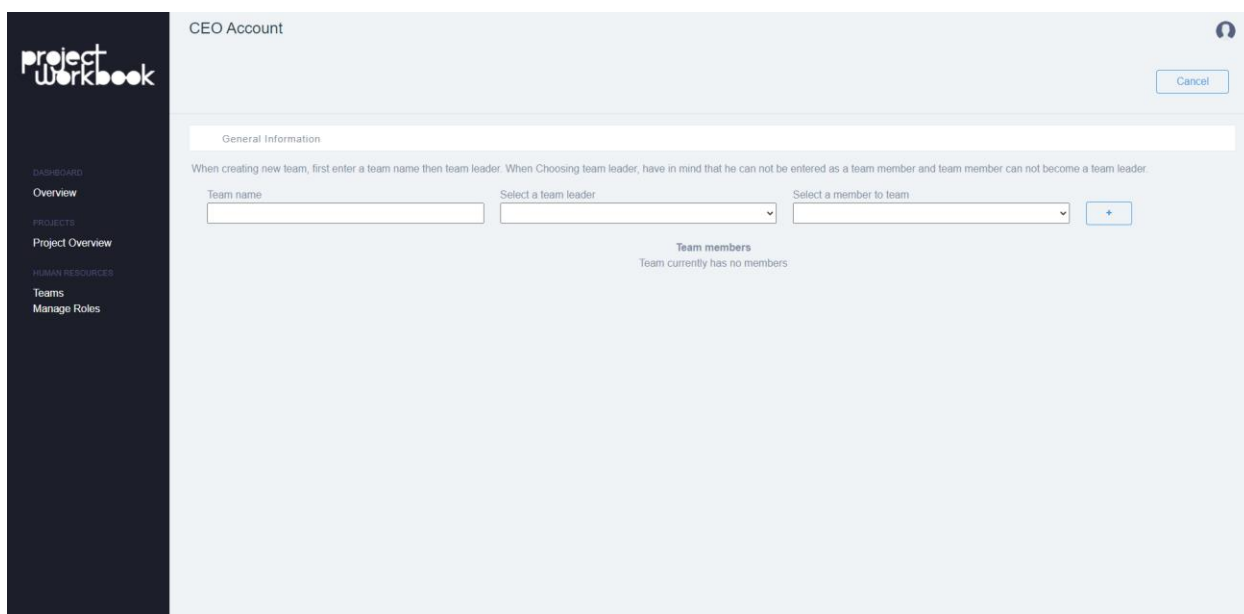 CEO Account
project
workbook
Cancel
General Information
When creating new team, first enter a team name then team leader. When Choosing team leader, have in mind that he can not be entered as a team member and team member can not become a team leader.
DASHBOARD
Overview
PROJECTS
Project Overview
HUMAN RESOURCES
Teams
Manage Roles
Team name
Select a team leader
Select a member to team
+
Team members
Team currently has no members